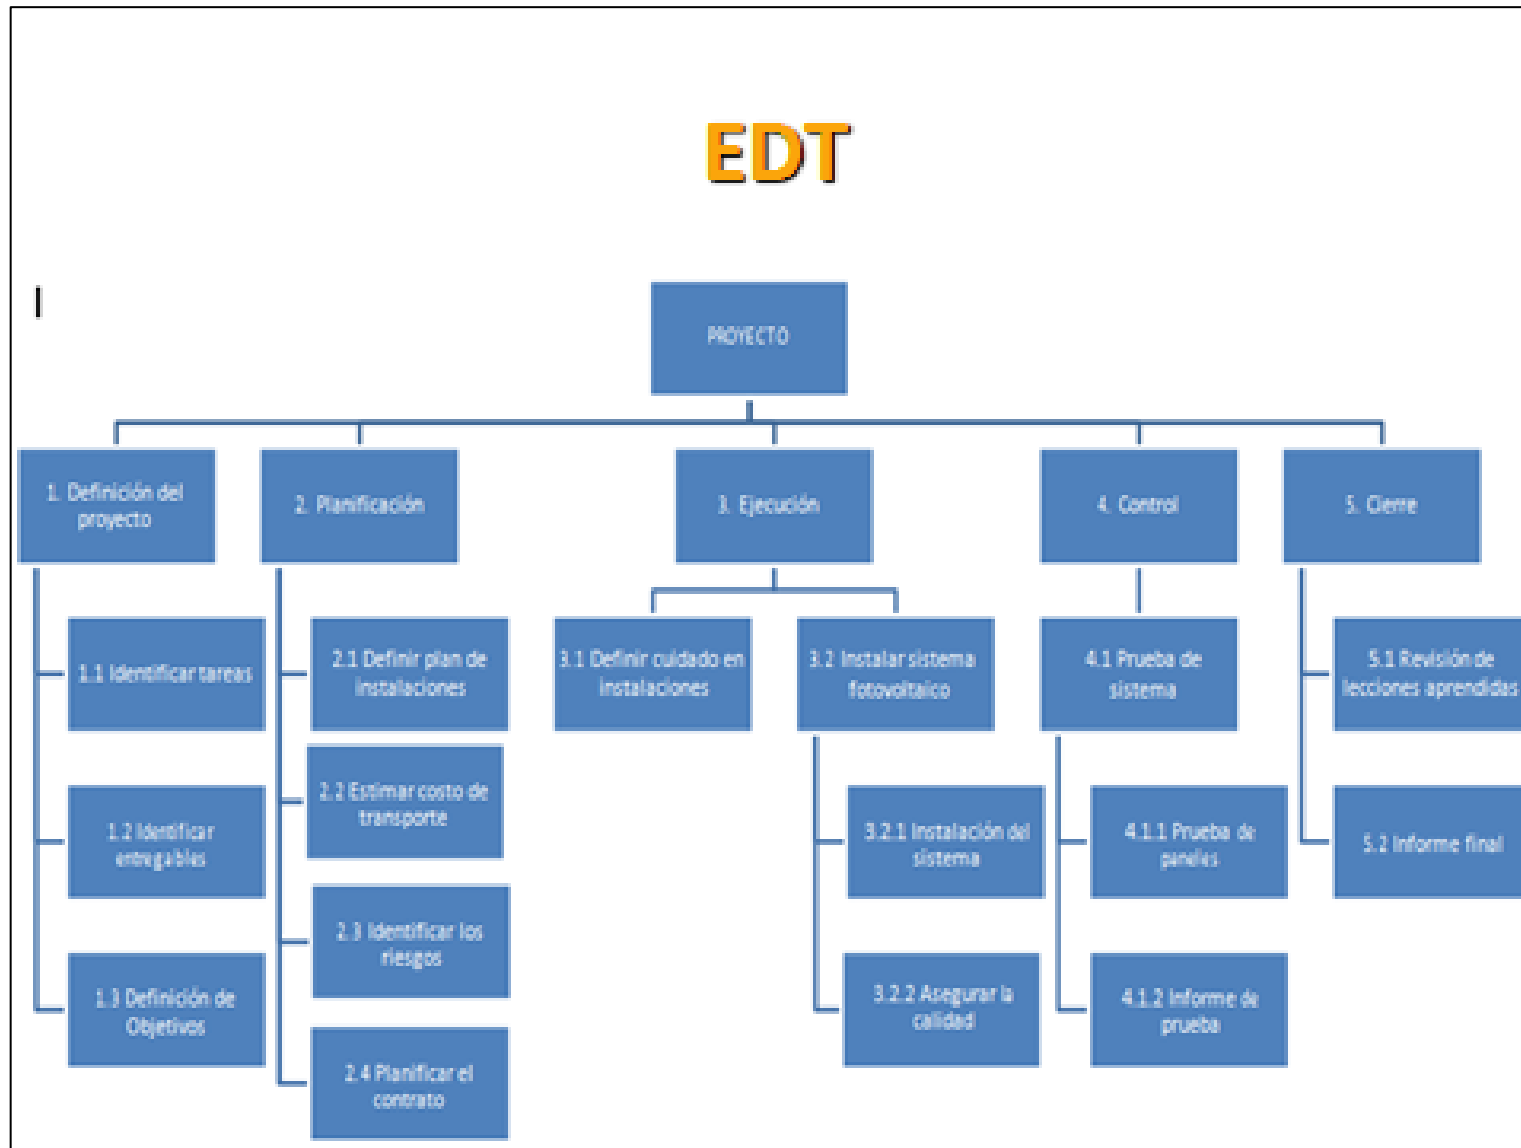 EDT
PROYECTO
1. Definición del
proyecto
2. Planificación
3. Ejecución
4. Control
5. Cierre
1.1 Identificar tareas
2.1 Definir plan de
instalaciones
3.1 Definir cuidado en
instalaciones
3.2 Instalar sistema
fotovoltaico
4.1 Prueba de
sistema
5.1 Revisión de
lecciones aprendidas
1.2 Identificar
entregables
2.2 Estimar costo de
transporte
3.2.1 Instalación del
sistema
4.1.1 Prueba de
paneles
5.2 Informe final
1.3 Definición de
Objetivos
2.3 Identificar los
riesgos
3.2.2 Asegurar la
calidad
4.1.2 Informe de
prueba
2.4 Planificar el
contrato